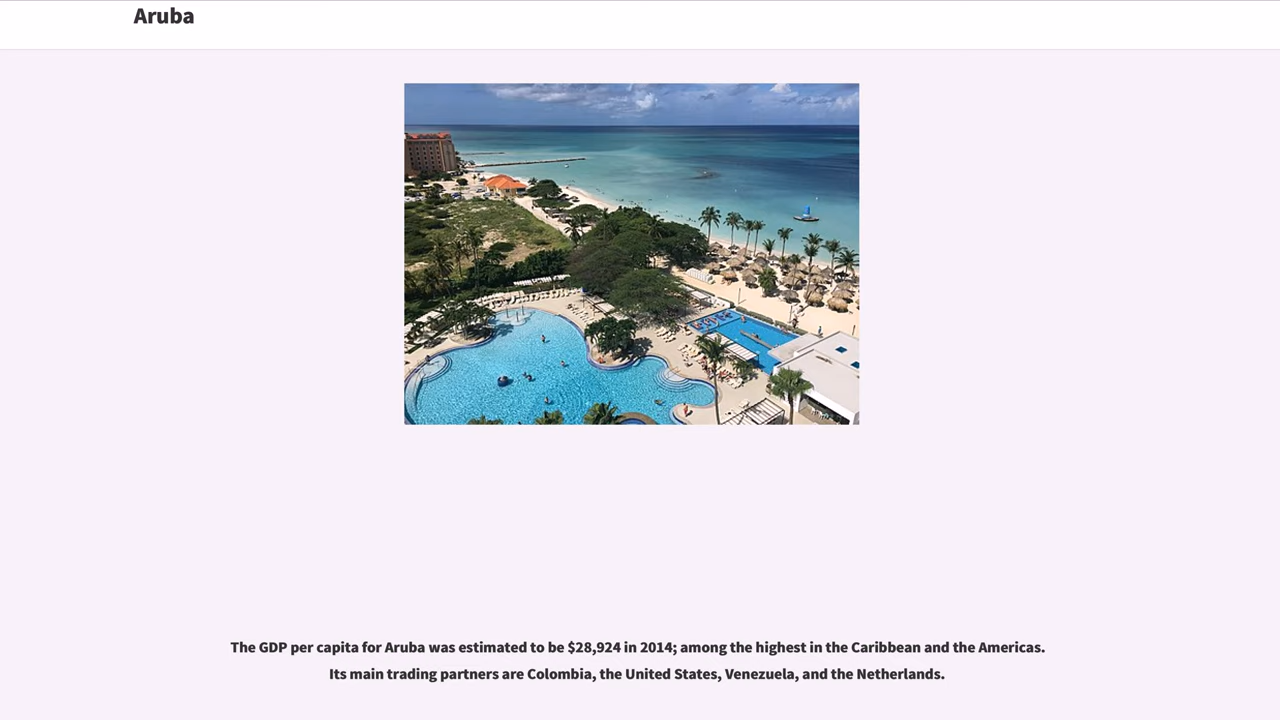 Aruba
The GDP per capita for Aruba was estimated to be $28,924 in 2014; among the highest in the Caribbean and the Americas.
Its main trading partners are Colombia, the United States, Venezuela, and the Netherlands.